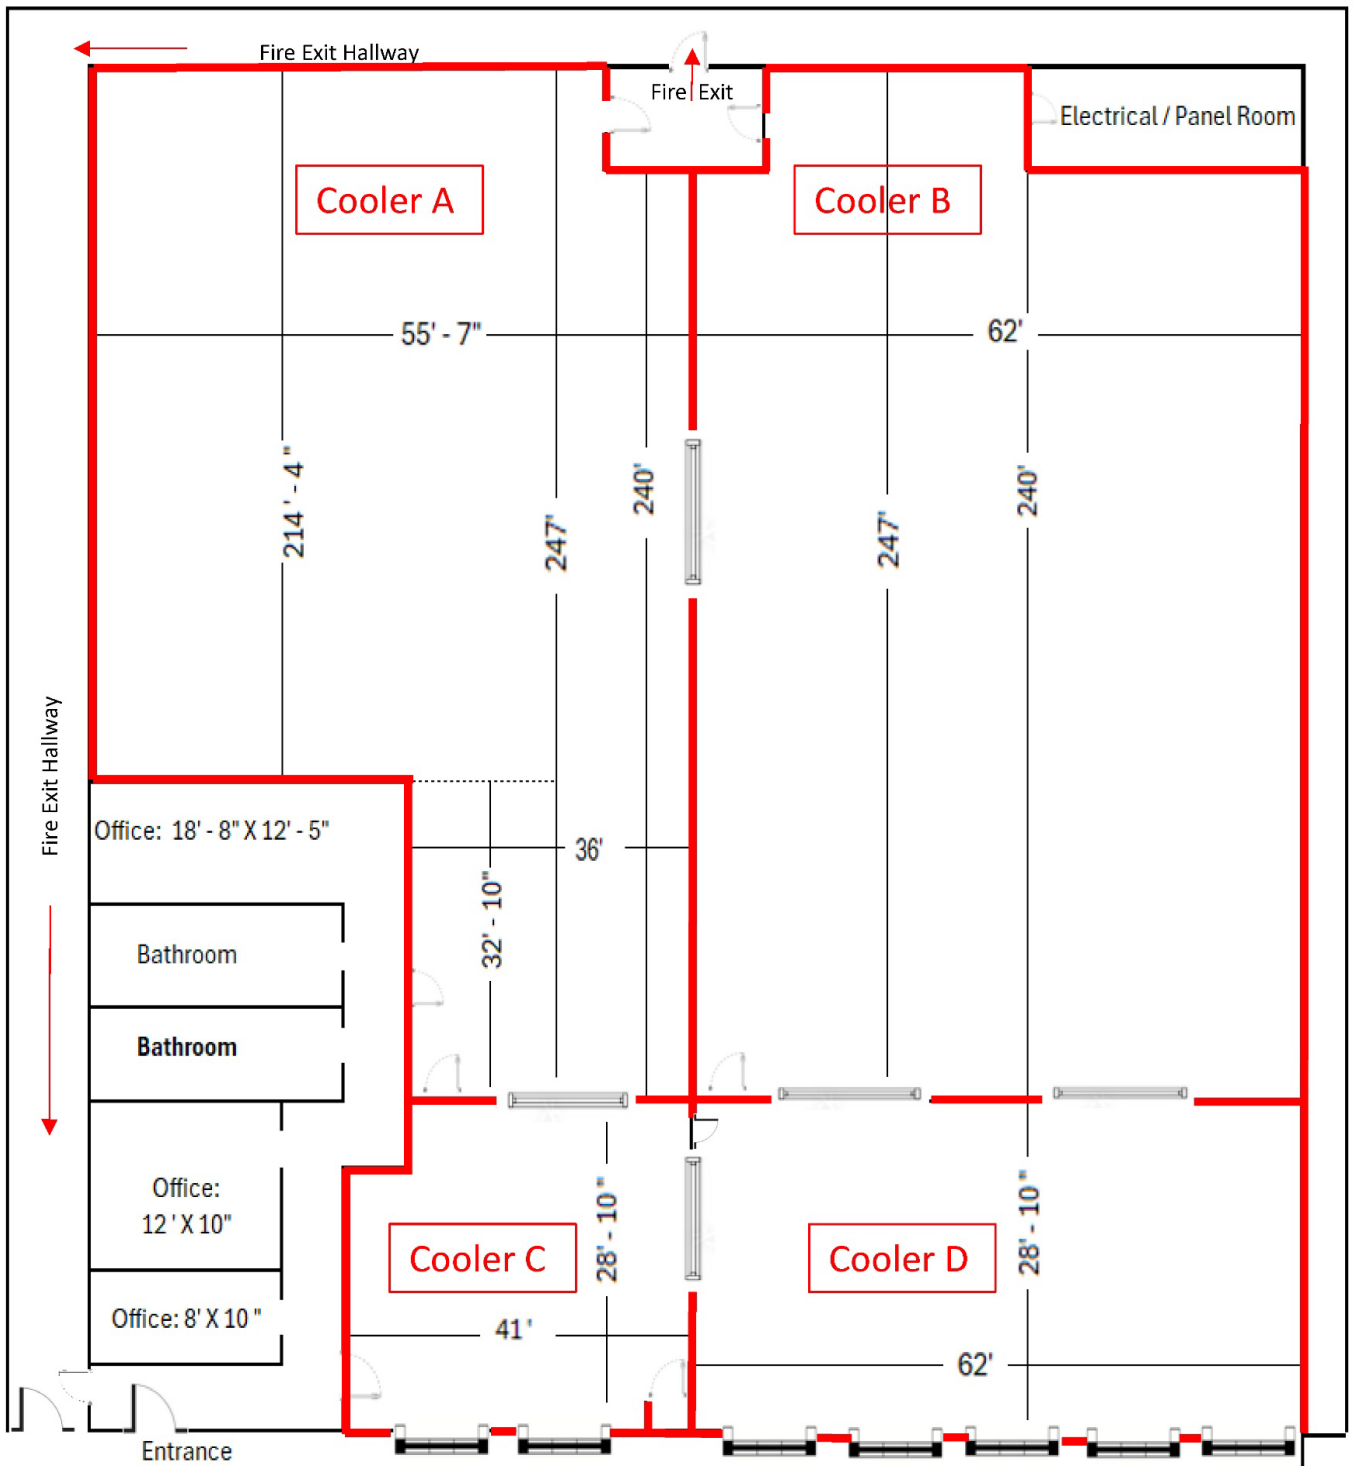 Fire Exit Hallway
Fire Exit
Electrical / Panel Room
Cooler A
Cooler B
55' - 7"
62'
214 ' - 4 "
247'
240'
247'
240'
Fire Exit Hallway
Office: 18' - 8" X 12' - 5"
36'
32' - 10"
Bathroom
Bathroom
Office:
12 ' X 10"
28' - 10 "
28' - 10 "
Cooler C
Cooler D
Office: 8' X 10 "
41 '
62'
Entrance